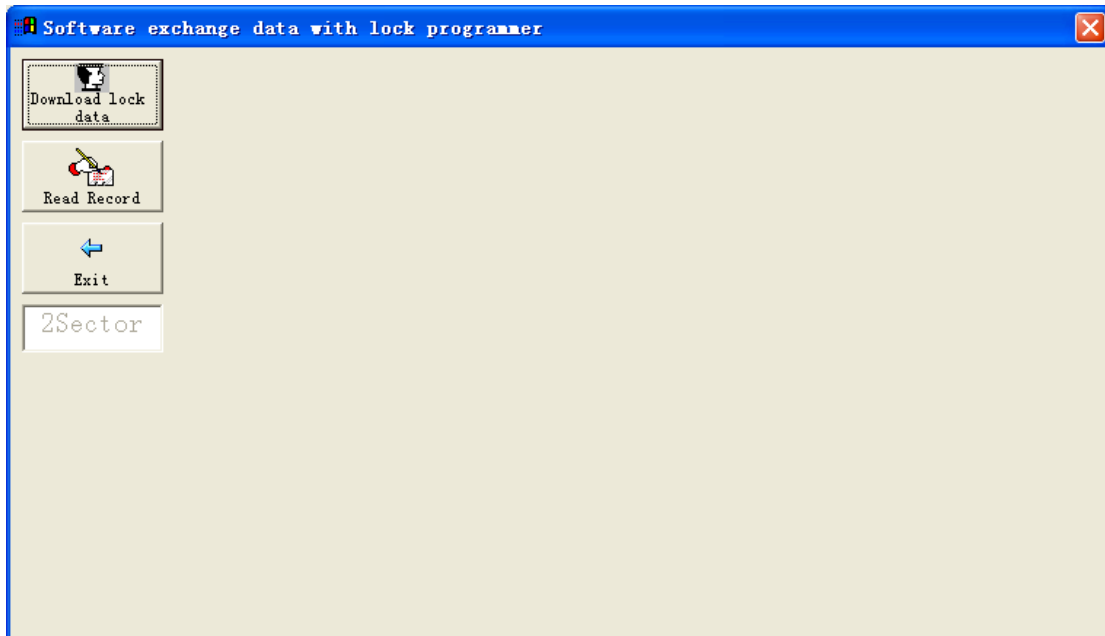 Software exchange data with lock programmer
Download lock
data
Read Record
Exit
2Sector